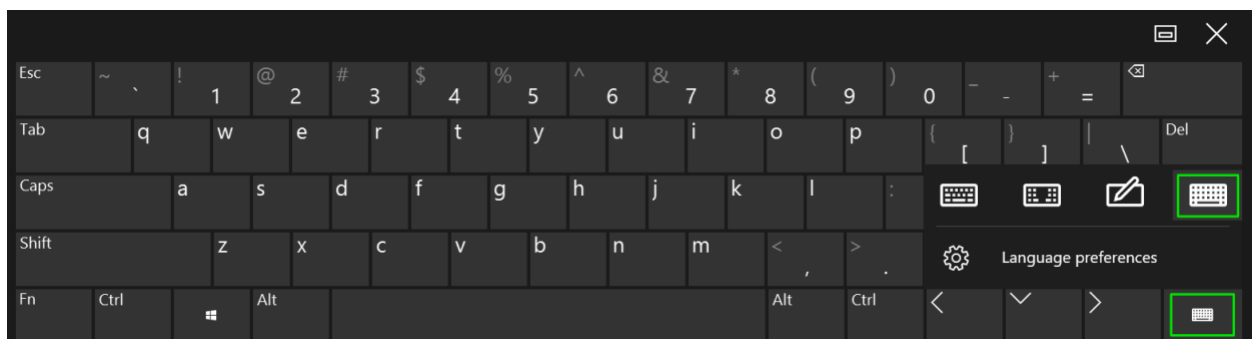 Esc ~ ` ! 1 @ 2 # 3 $ 4 % 5 ^ 6 & 7 * 8 ( 9 ) 0 _ - + =
Tab q w e r t y u i o p { [ } ] | \ Del
Caps a s d f g h j k l :
Shift z x c v b n m < , > .
Language preferences
Fn Ctrl Alt Alt Ctrl